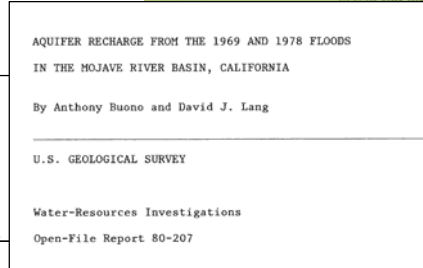 AQUIFER RECHARGE FROM THE 1969 AND 1978 FLOODS
IN THE MOJAVE RIVER BASIN, CALIFORNIA
By Anthony Buono and David J. Lang
U.S. GEOLOGICAL SURVEY
Water-Resources Investigations
Open-File Report 80-207